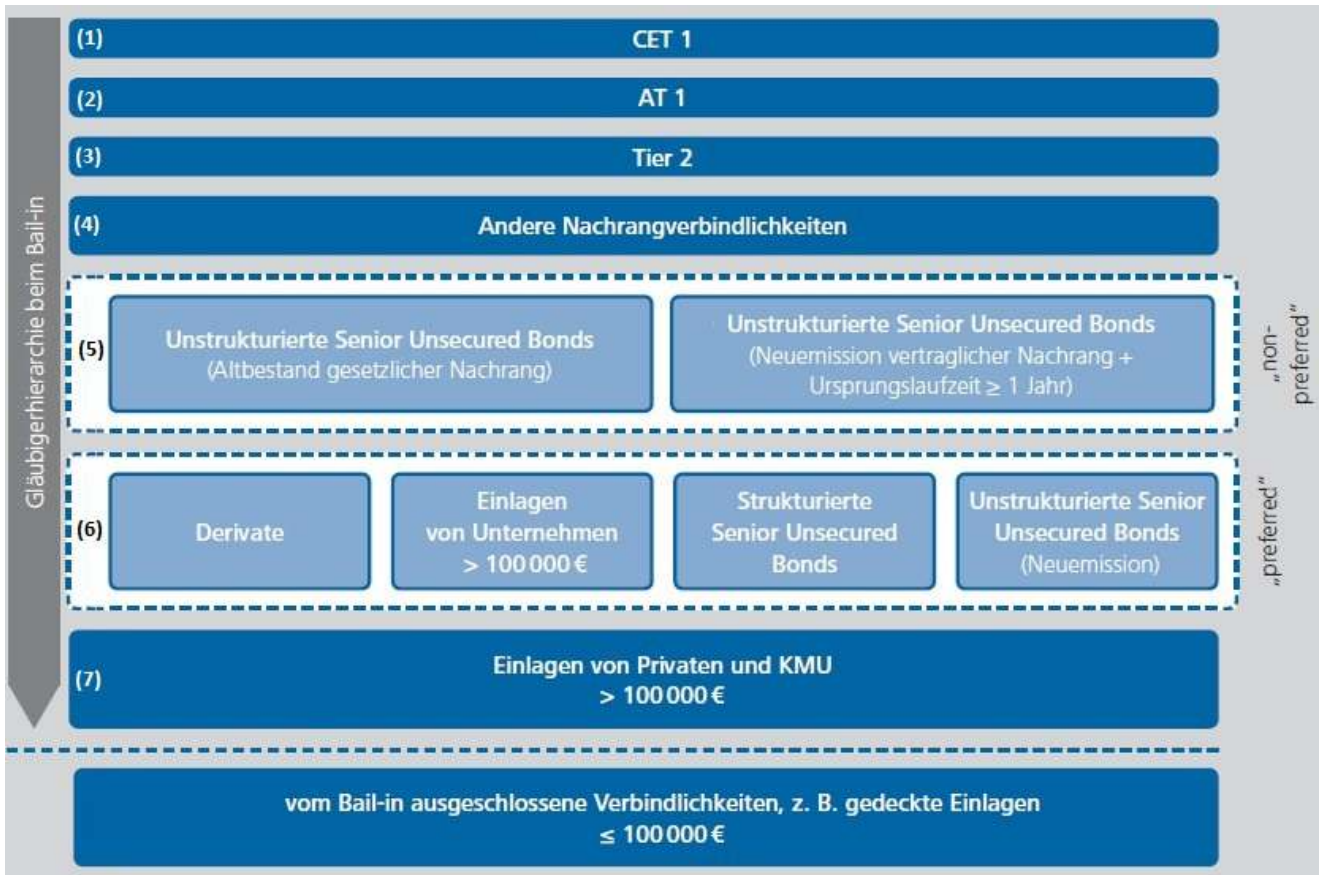 Gläubigerhierarchie beim Bail-in
(1) CET 1
(2) AT 1
(3) Tier 2
(4) Andere Nachrangverbindlichkeiten
(5)
Unstrukturierte Senior Unsecured Bonds
(Altbestand gesetzlicher Nachrang)
Unstrukturierte Senior Unsecured Bonds
(Neuemission vertraglicher Nachrang +
Ursprungslaufzeit ≥ 1 Jahr)
„non-
preferred“
(6)
Derivate
Einlagen
von Unternehmen
> 100 000 €
Strukturierte
Senior Unsecured
Bonds
Unstrukturierte Senior
Unsecured Bonds
(Neuemission)
„preferred“
(7)
Einlagen von Privaten und KMU
> 100 000 €
vom Bail-in ausgeschlossene Verbindlichkeiten, z. B. gedeckte Einlagen
≤ 100 000 €